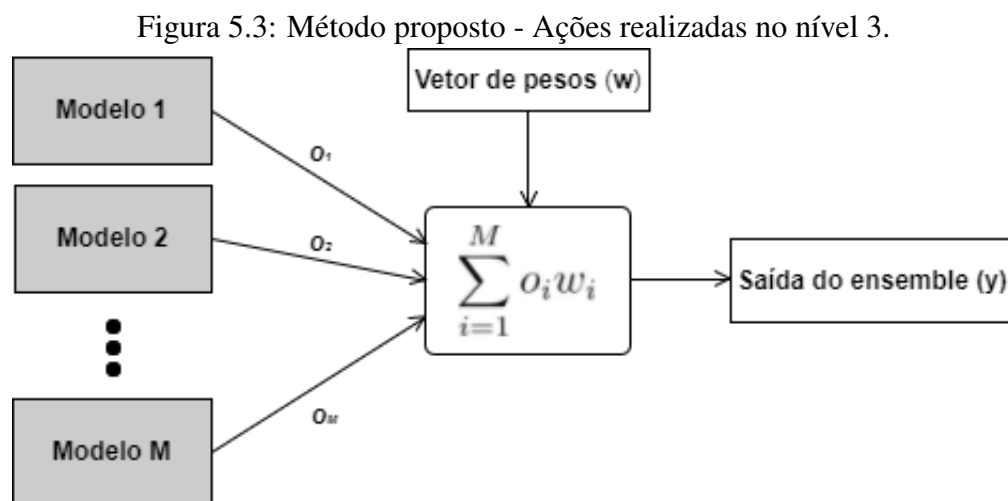 Figura 5.3: Método proposto - Ações realizadas no nível 3.
Modelo 1
Vetor de pesos (w)
o₁
Modelo 2
o₂
M
∑ oᵢwᵢ
i=1
Saída do ensemble (y)
Modelo M
o_M